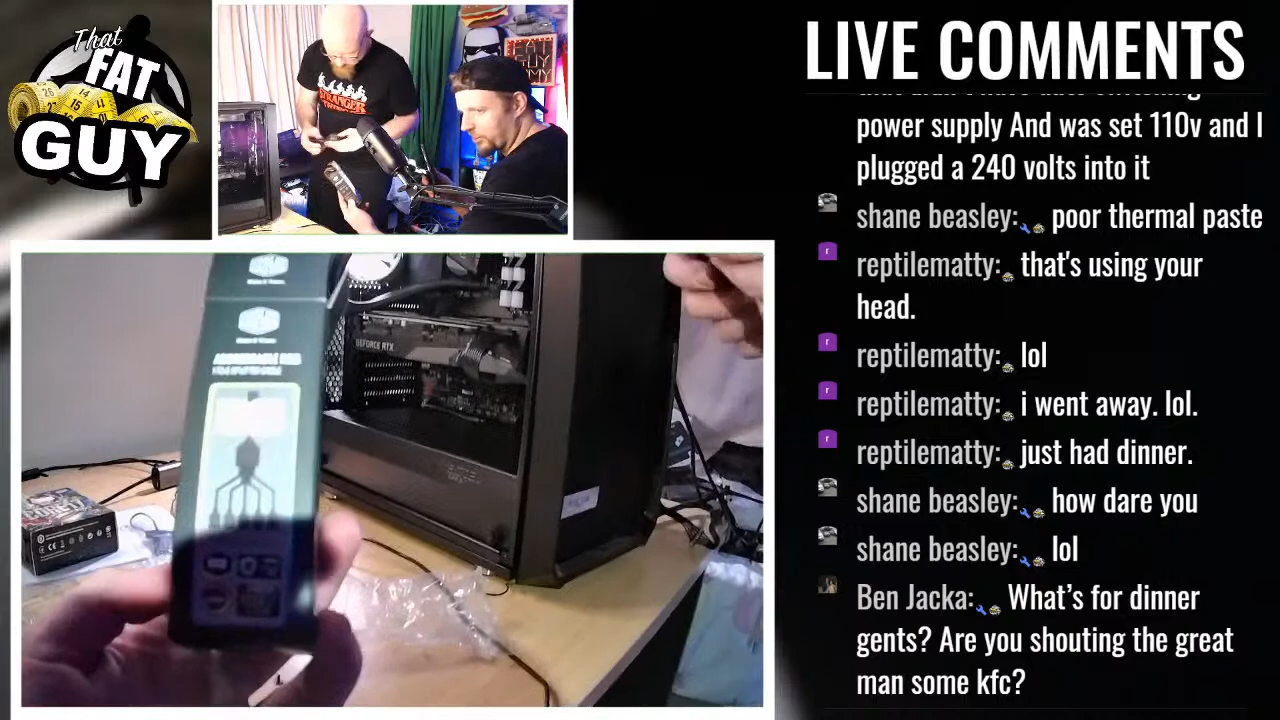 That
FAT
GUY
LIVE COMMENTS
power supply And was set 110v and I
plugged a 240 volts into it
shane beasley: poor thermal paste
reptilematty: that's using your
head.
reptilematty: lol
reptilematty: i went away. lol.
reptilematty: just had dinner.
shane beasley: how dare you
shane beasley: lol
Ben Jacka: What's for dinner
gents? Are you shouting the great
man some kfc?
STRANGER
FAT
GUY
GEFORCE RTX
ADDRESSABLE RGB